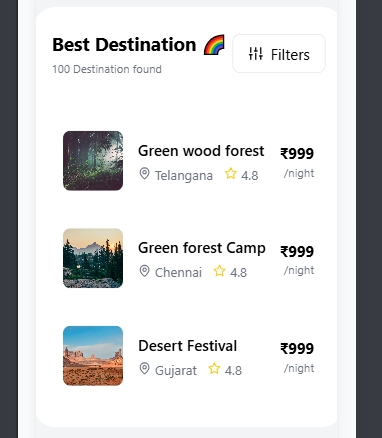 Best Destination 🌈 Filters
100 Destination found
Green wood forest ₹999
Telangana 4.8 /night
Green forest Camp ₹999
Chennai 4.8 /night
Desert Festival ₹999
Gujarat 4.8 /night